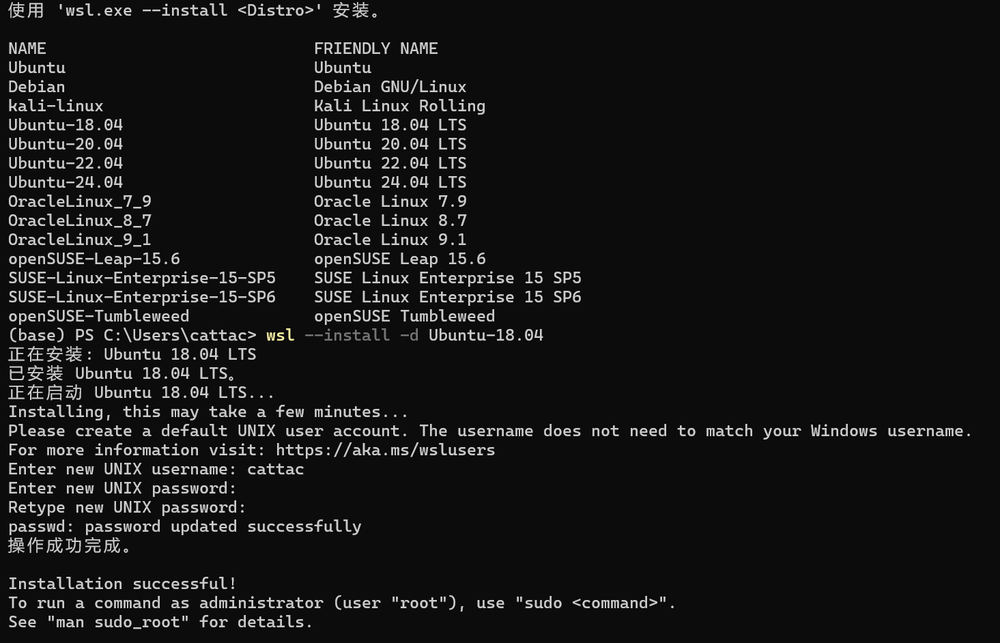 使用 'wsl.exe --install <Distro>' 安装。
NAME FRIENDLY NAME
Ubuntu Ubuntu
Debian Debian GNU/Linux
kali-linux Kali Linux Rolling
Ubuntu-18.04 Ubuntu 18.04 LTS
Ubuntu-20.04 Ubuntu 20.04 LTS
Ubuntu-22.04 Ubuntu 22.04 LTS
Ubuntu-24.04 Ubuntu 24.04 LTS
OracleLinux_7_9 Oracle Linux 7.9
OracleLinux_8_7 Oracle Linux 8.7
OracleLinux_9_1 Oracle Linux 9.1
openSUSE-Leap-15.6 openSUSE Leap 15.6
SUSE-Linux-Enterprise-15-SP5 SUSE Linux Enterprise 15 SP5
SUSE-Linux-Enterprise-15-SP6 SUSE Linux Enterprise 15 SP6
openSUSE-Tumbleweed openSUSE Tumbleweed
(base) PS C:\Users\cattac> wsl --install -d Ubuntu-18.04
正在安装: Ubuntu 18.04 LTS
已安装 Ubuntu 18.04 LTS。
正在启动 Ubuntu 18.04 LTS...
Installing, this may take a few minutes...
Please create a default UNIX user account. The username does not need to match your Windows username.
For more information visit: https://aka.ms/wslusers
Enter new UNIX username: cattac
Enter new UNIX password:
Retype new UNIX password:
passwd: password updated successfully
操作成功完成。
Installation successful!
To run a command as administrator (user "root"), use "sudo <command>".
See "man sudo_root" for details.